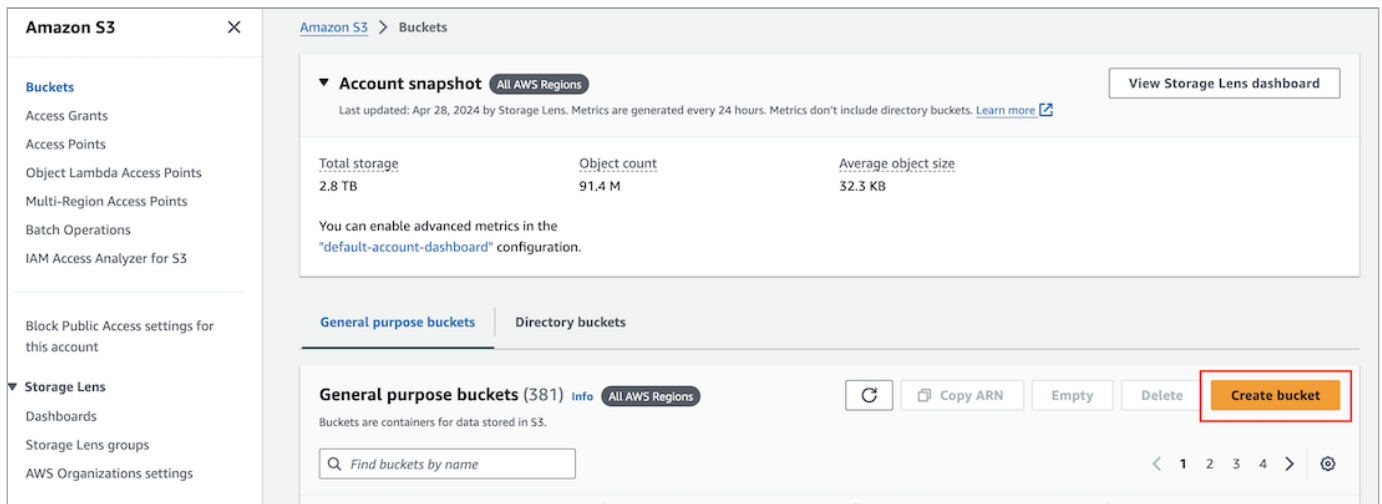 Amazon S3
Buckets
Access Grants
Access Points
Object Lambda Access Points
Multi-Region Access Points
Batch Operations
IAM Access Analyzer for S3
Block Public Access settings for
this account
Storage Lens
Dashboards
Storage Lens groups
AWS Organizations settings
Amazon S3 > Buckets
Account snapshot All AWS Regions
View Storage Lens dashboard
Last updated: Apr 28, 2024 by Storage Lens. Metrics are generated every 24 hours. Metrics don't include directory buckets. Learn more
Total storage Object count Average object size
2.8 TB 91.4 M 32.3 KB
You can enable advanced metrics in the
"default-account-dashboard" configuration.
General purpose buckets Directory buckets
General purpose buckets (381) Info All AWS Regions
Copy ARN Empty Delete Create bucket
Buckets are containers for data stored in S3.
Find buckets by name
< 1 2 3 4 >